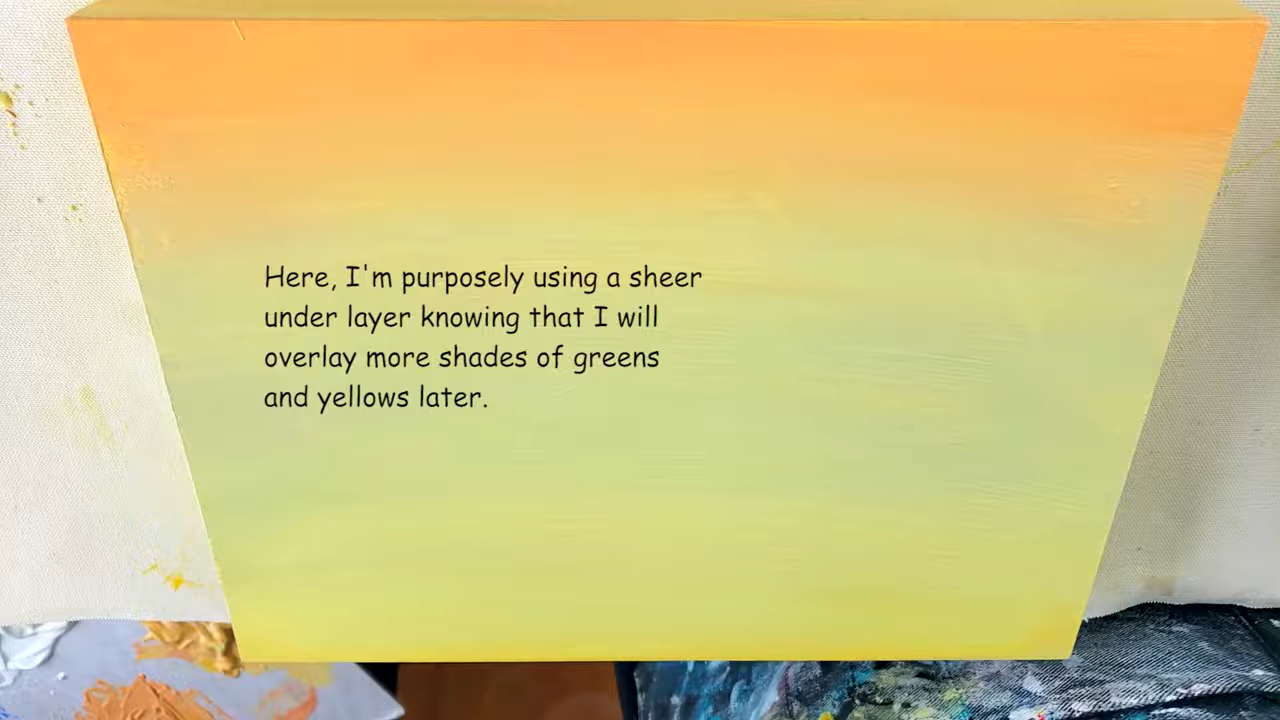 Here, I'm purposely using a sheer
under layer knowing that I will
overlay more shades of greens
and yellows later.